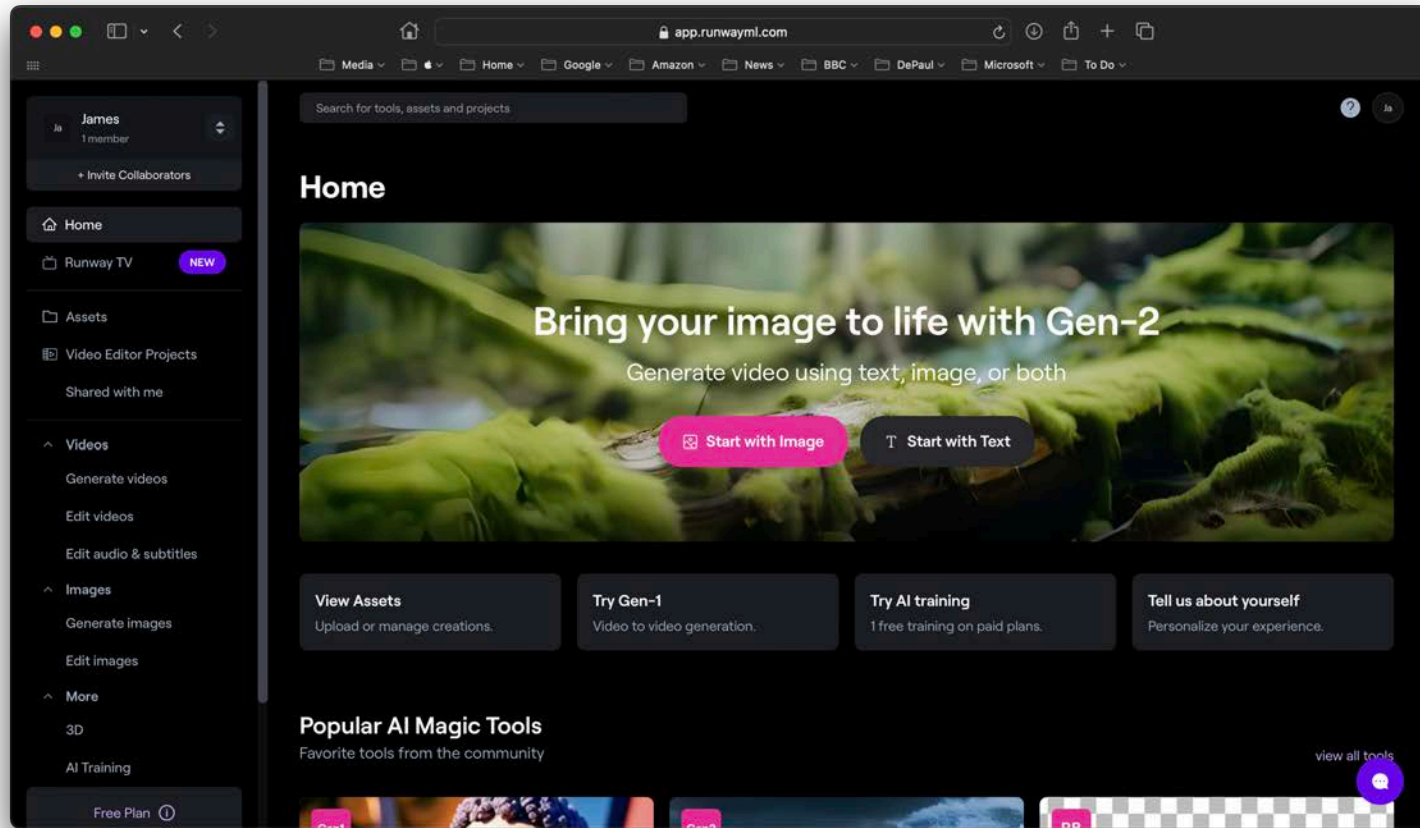 app.runwayml.com
Media
Home
Google
Amazon
News
BBC
DePaul
Microsoft
To Do
Ja
James
1 member
+ Invite Collaborators
Home
Runway TV
NEW
Assets
Video Editor Projects
Shared with me
Videos
Generate videos
Edit videos
Edit audio & subtitles
Images
Generate images
Edit images
More
3D
AI Training
Free Plan
Search for tools, assets and projects
?
Ja
Home
Bring your image to life with Gen-2
Generate video using text, image, or both
Start with Image
T Start with Text
View Assets
Upload or manage creations.
Try Gen-1
Video to video generation.
Try AI training
1 free training on paid plans.
Tell us about yourself
Personalize your experience.
Popular AI Magic Tools
Favorite tools from the community
view all tools
Gen1
Gen2
BR